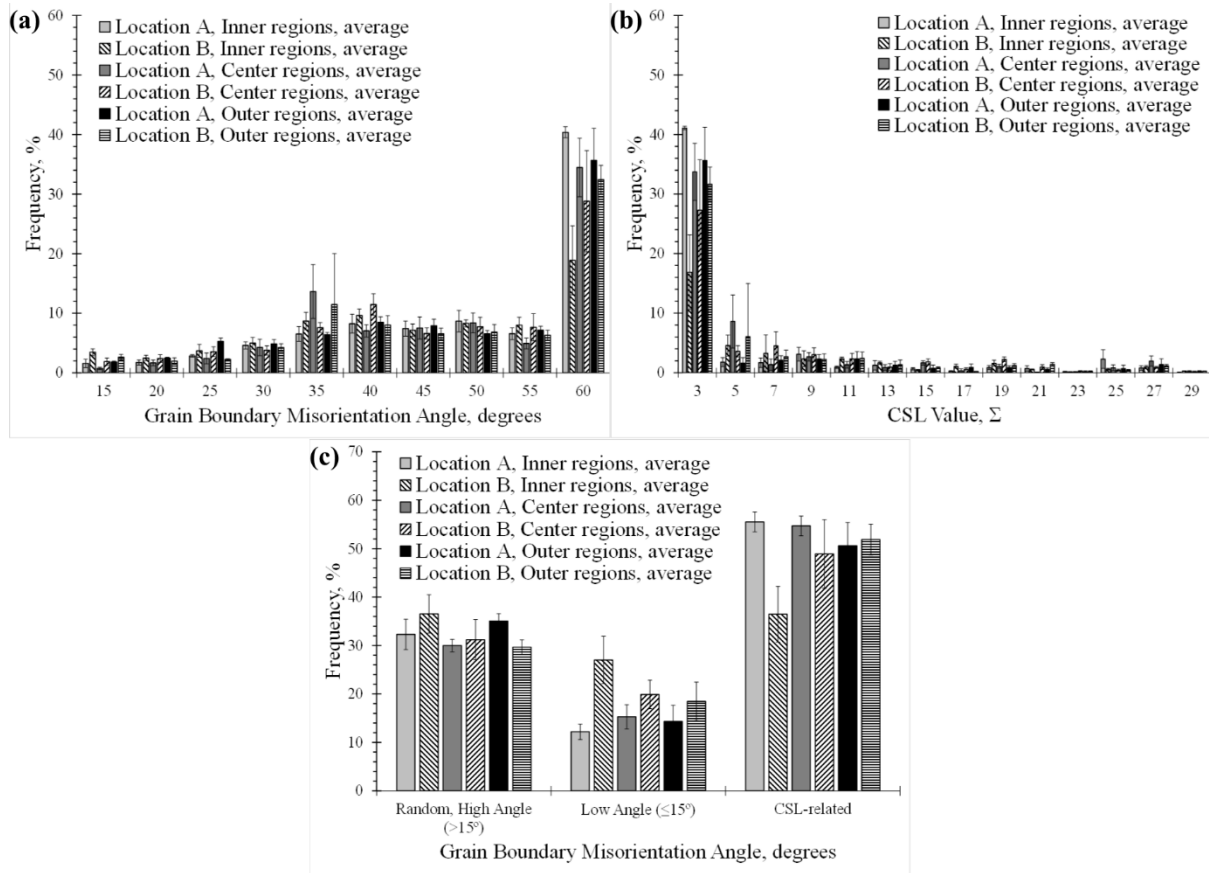 (a)
60
50
40
30
20
10
0
Frequency, %
Location A, Inner regions, average
Location B, Inner regions, average
Location A, Center regions, average
Location B, Center regions, average
Location A, Outer regions, average
Location B, Outer regions, average
15 20 25 30 35 40 45 50 55 60
Grain Boundary Misorientation Angle, degrees
(b)
60
50
40
30
20
10
0
Frequency, %
Location A, Inner regions, average
Location B, Inner regions, average
Location A, Center regions, average
Location B, Center regions, average
Location A, Outer regions, average
Location B, Outer regions, average
3 5 7 9 11 13 15 17 19 21 23 25 27 29
CSL Value, Σ
(c)
70
60
50
40
30
20
10
0
Frequency, %
Location A, Inner regions, average
Location B, Inner regions, average
Location A, Center regions, average
Location B, Center regions, average
Location A, Outer regions, average
Location B, Outer regions, average
Random, High Angle Low Angle (≤15º) CSL-related
(>15º)
Grain Boundary Misorientation Angle, degrees